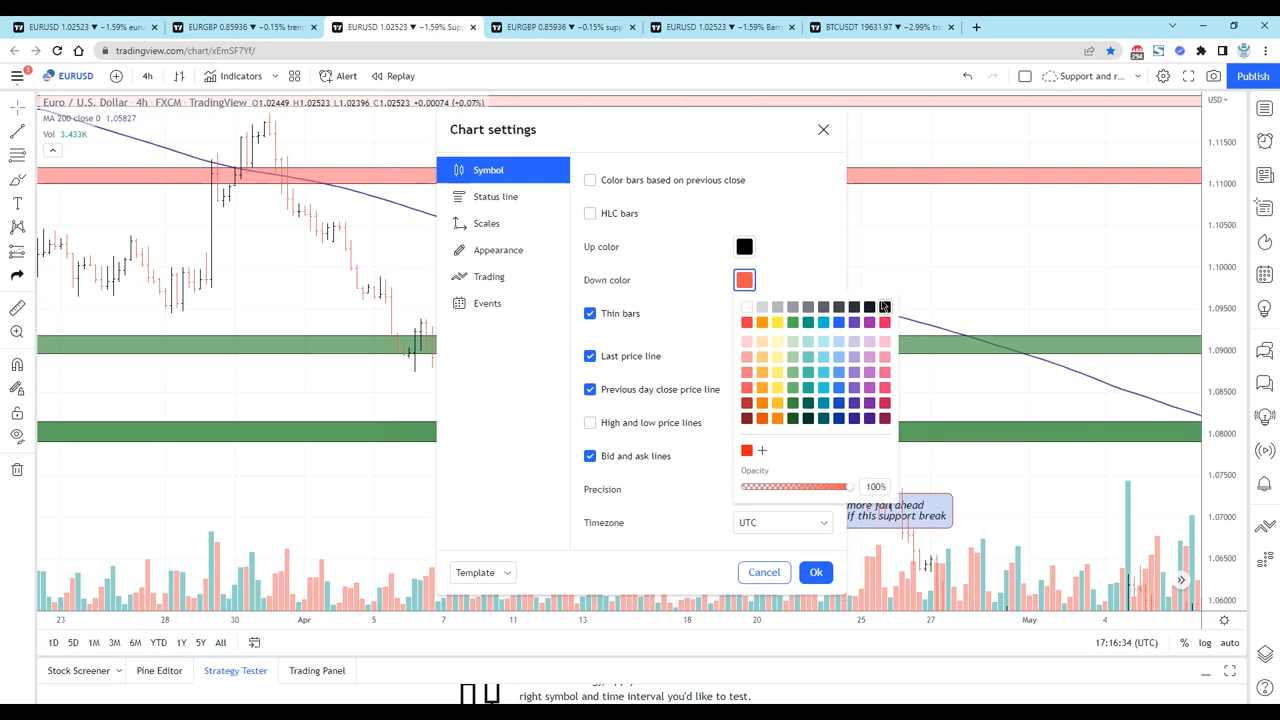 EURUSD 1.02523 −1.59% euru
EURGBP 0.85936 −0.15% trend
EURUSD 1.02523 −1.59% Supp
EURGBP 0.85936 −0.15% supp
EURUSD 1.02523 −1.59% Barry
BTCUSDT 19631.97 −2.99% tri
tradingview.com/chart/xEmSF7Yf/
294
EURUSD
4h
Indicators
Alert
Replay
Support and r...
Publish
Euro / U.S. Dollar · 4h · FXCM · TradingView O1.02449 H1.02523 L1.02396 C1.02523 +0.00074 (+0.07%)
MA 200 close 0 1.05827
Vol 3.433K
USD
1.11500
1.11000
1.10500
1.10000
1.09500
1.09000
1.08500
1.08000
1.07500
1.07000
1.06500
1.06000
Chart settings
Symbol
Status line
Scales
Appearance
Trading
Events
Color bars based on previous close
HLC bars
Up color
Down color
Thin bars
Last price line
Previous day close price line
High and low price lines
Bid and ask lines
Precision
Timezone
UTC
Opacity
100%
Template
Cancel
Ok
more fall ahead
if this support break
23
28
30
Apr
5
7
11
13
18
20
25
27
May
4
1D 5D 1M 3M 6M YTD 1Y 5Y All
17:16:34 (UTC)
%
log
auto
Stock Screener
Pine Editor
Strategy Tester
Trading Panel
right symbol and time interval you'd like to test.